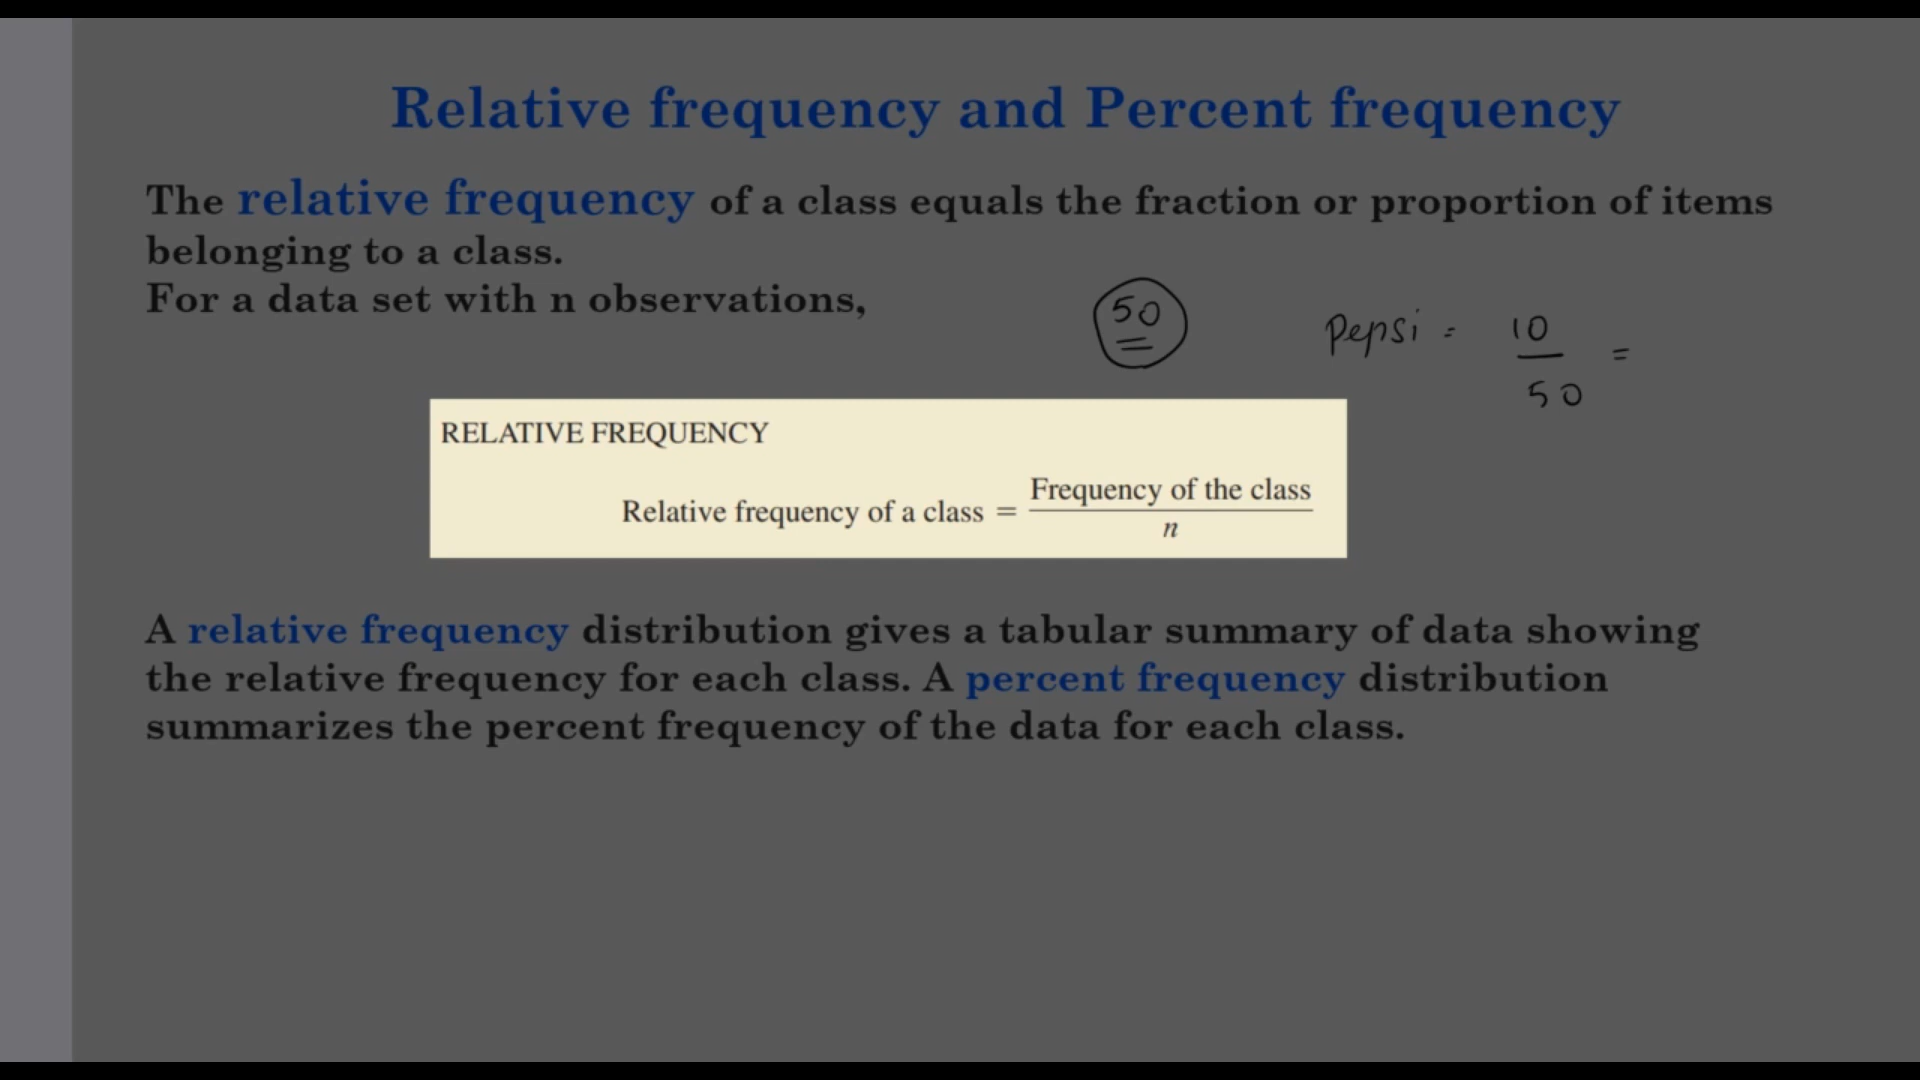 Relative frequency and Percent frequency
The relative frequency of a class equals the fraction or proportion of items
belonging to a class.
For a data set with n observations,
50
Pepsi = 10
50
=
RELATIVE FREQUENCY
Relative frequency of a class = Frequency of the class
n
A relative frequency distribution gives a tabular summary of data showing
the relative frequency for each class. A percent frequency distribution
summarizes the percent frequency of the data for each class.